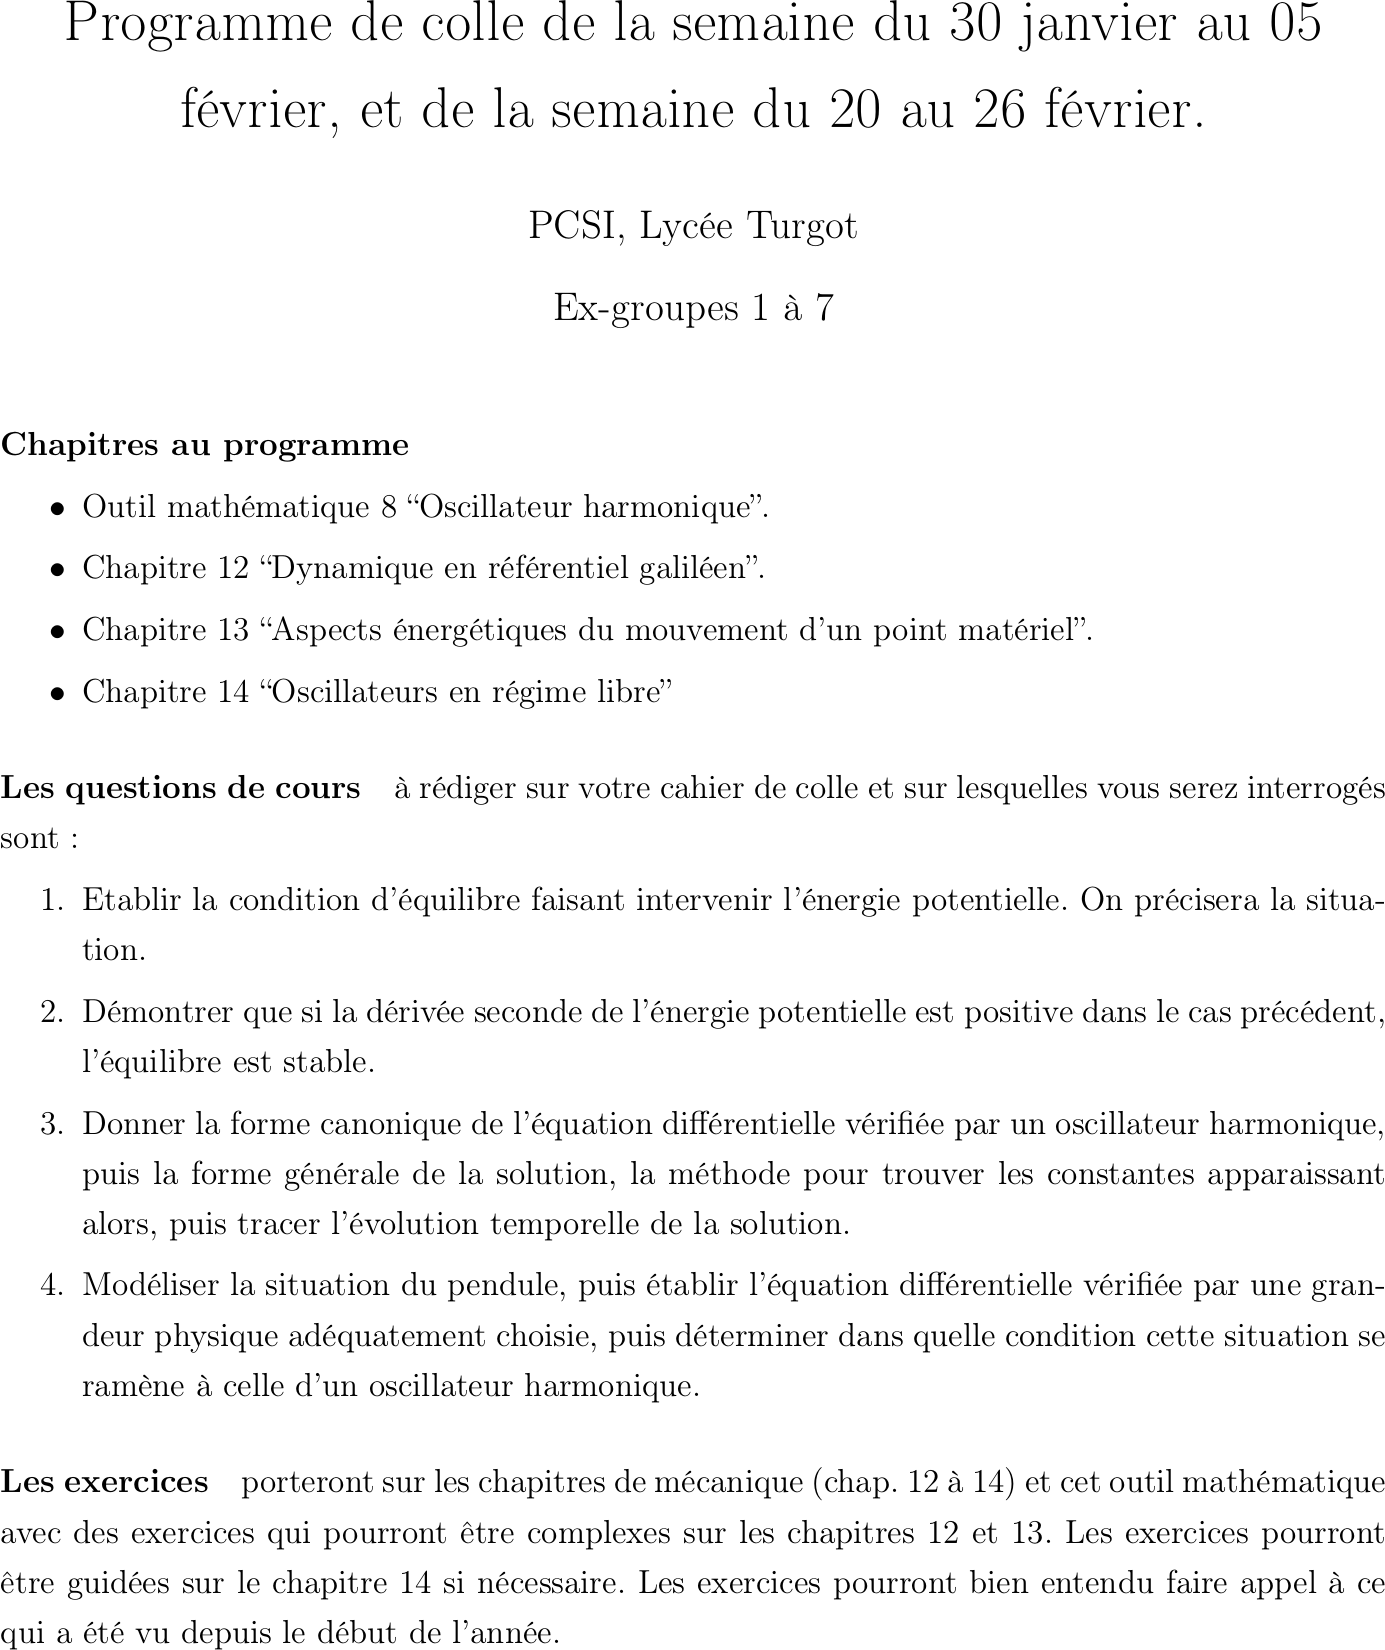 Programme de colle de la semaine du 30 janvier au 05
février, et de la semaine du 20 au 26 février.
PCSI, Lycée Turgot
Ex-groupes 1 à 7
Chapitres au programme
• Outil mathématique 8 “Oscillateur harmonique”.
• Chapitre 12 “Dynamique en référentiel galiléen”.
• Chapitre 13 “Aspects énergétiques du mouvement d’un point matériel”.
• Chapitre 14 “Oscillateurs en régime libre”
Les questions de cours à rédiger sur votre cahier de colle et sur lesquelles vous serez interrogés
sont :
1. Etablir la condition d’équilibre faisant intervenir l’énergie potentielle. On précisera la situa-
tion.
2. Démontrer que si la dérivée seconde de l’énergie potentielle est positive dans le cas précédent,
l’équilibre est stable.
3. Donner la forme canonique de l’équation différentielle vérifiée par un oscillateur harmonique,
puis la forme générale de la solution, la méthode pour trouver les constantes apparaissant
alors, puis tracer l’évolution temporelle de la solution.
4. Modéliser la situation du pendule, puis établir l’équation différentielle vérifiée par une gran-
deur physique adéquatement choisie, puis déterminer dans quelle condition cette situation se
ramène à celle d’un oscillateur harmonique.
Les exercices porteront sur les chapitres de mécanique (chap. 12 à 14) et cet outil mathématique
avec des exercices qui pourront être complexes sur les chapitres 12 et 13. Les exercices pourront
être guidées sur le chapitre 14 si nécessaire. Les exercices pourront bien entendu faire appel à ce
qui a été vu depuis le début de l’année.